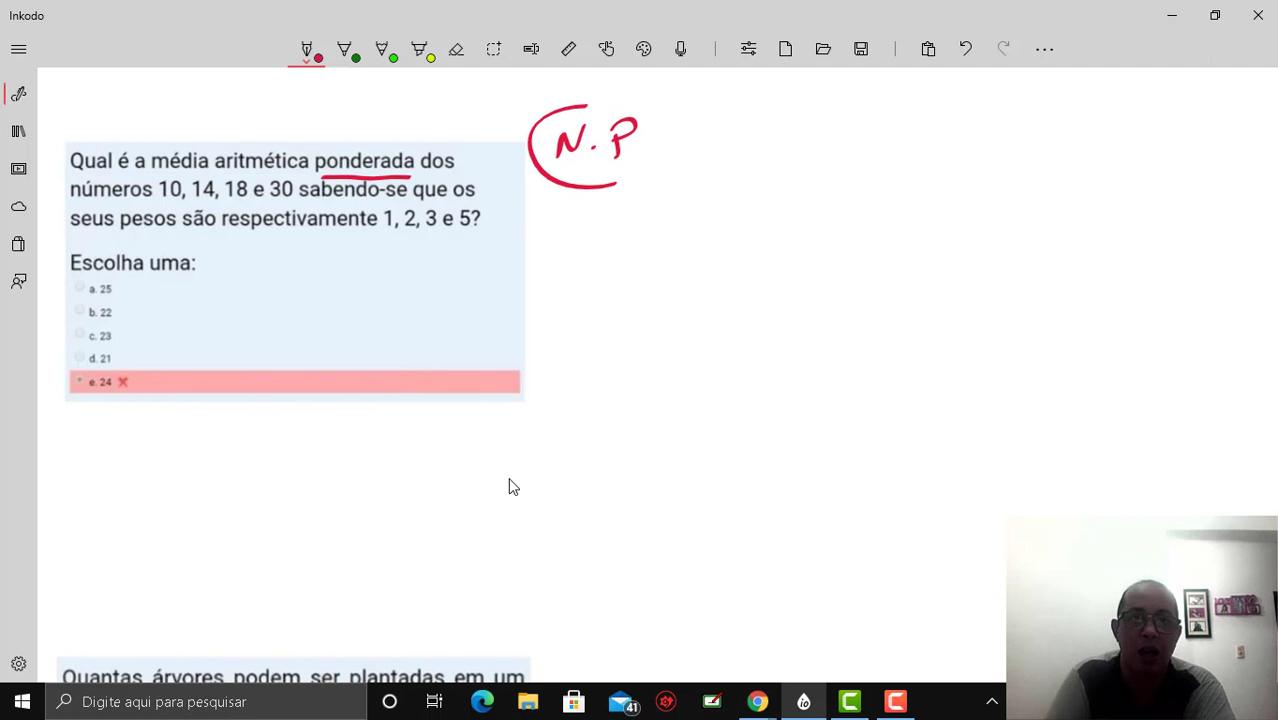 Inkodo
N.P
Qual é a média aritmética ponderada dos
números 10, 14, 18 e 30 sabendo-se que os
seus pesos são respectivamente 1, 2, 3 e 5?
Escolha uma:
a. 25
b. 22
c. 23
d. 21
e. 24
Quantas árvores podem ser plantadas em um
Digite aqui para pesquisar
41